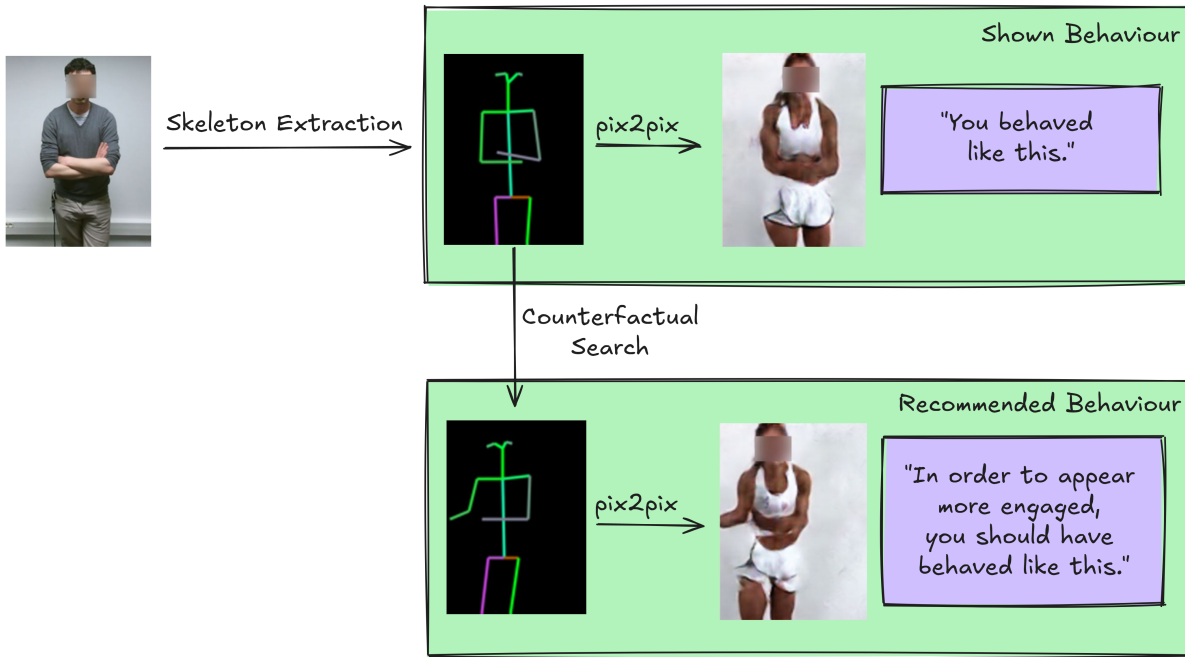 Shown Behaviour
Skeleton Extraction
pix2pix
"You behaved
like this."
Counterfactual
Search
Recommended Behaviour
pix2pix
"In order to appear
more engaged,
you should have
behaved like this."